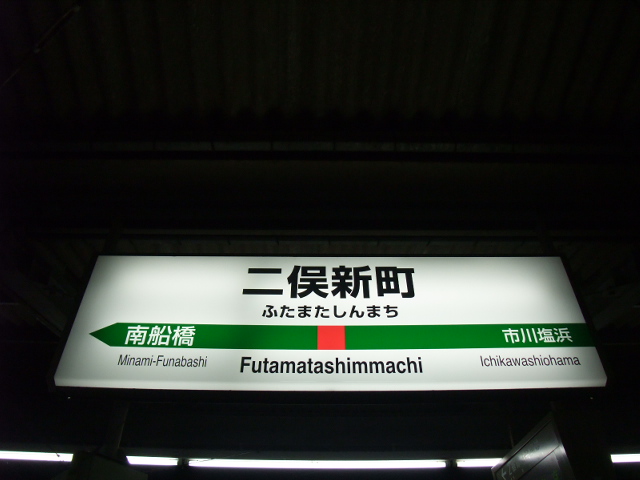 二俣新町
ふたまたしんまち
南船橋 市川塩浜
Minami-Funabashi Futamatashimmachi Ichikawashiohama